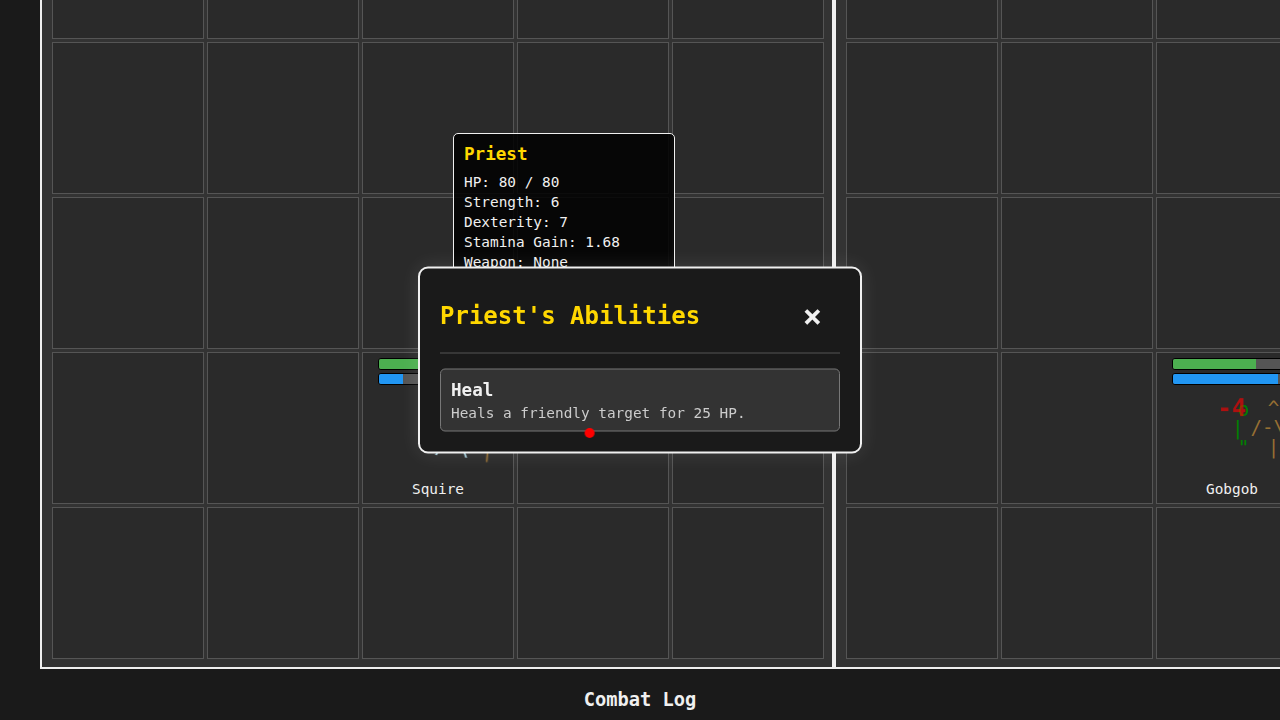 Priest
HP: 80 / 80
Strength: 6
Dexterity: 7
Stamina Gain: 1.68
Weapon: None
Priest's Abilities ×
Heal
Heals a friendly target for 25 HP.
-4
Squire
Gobgob
Combat Log